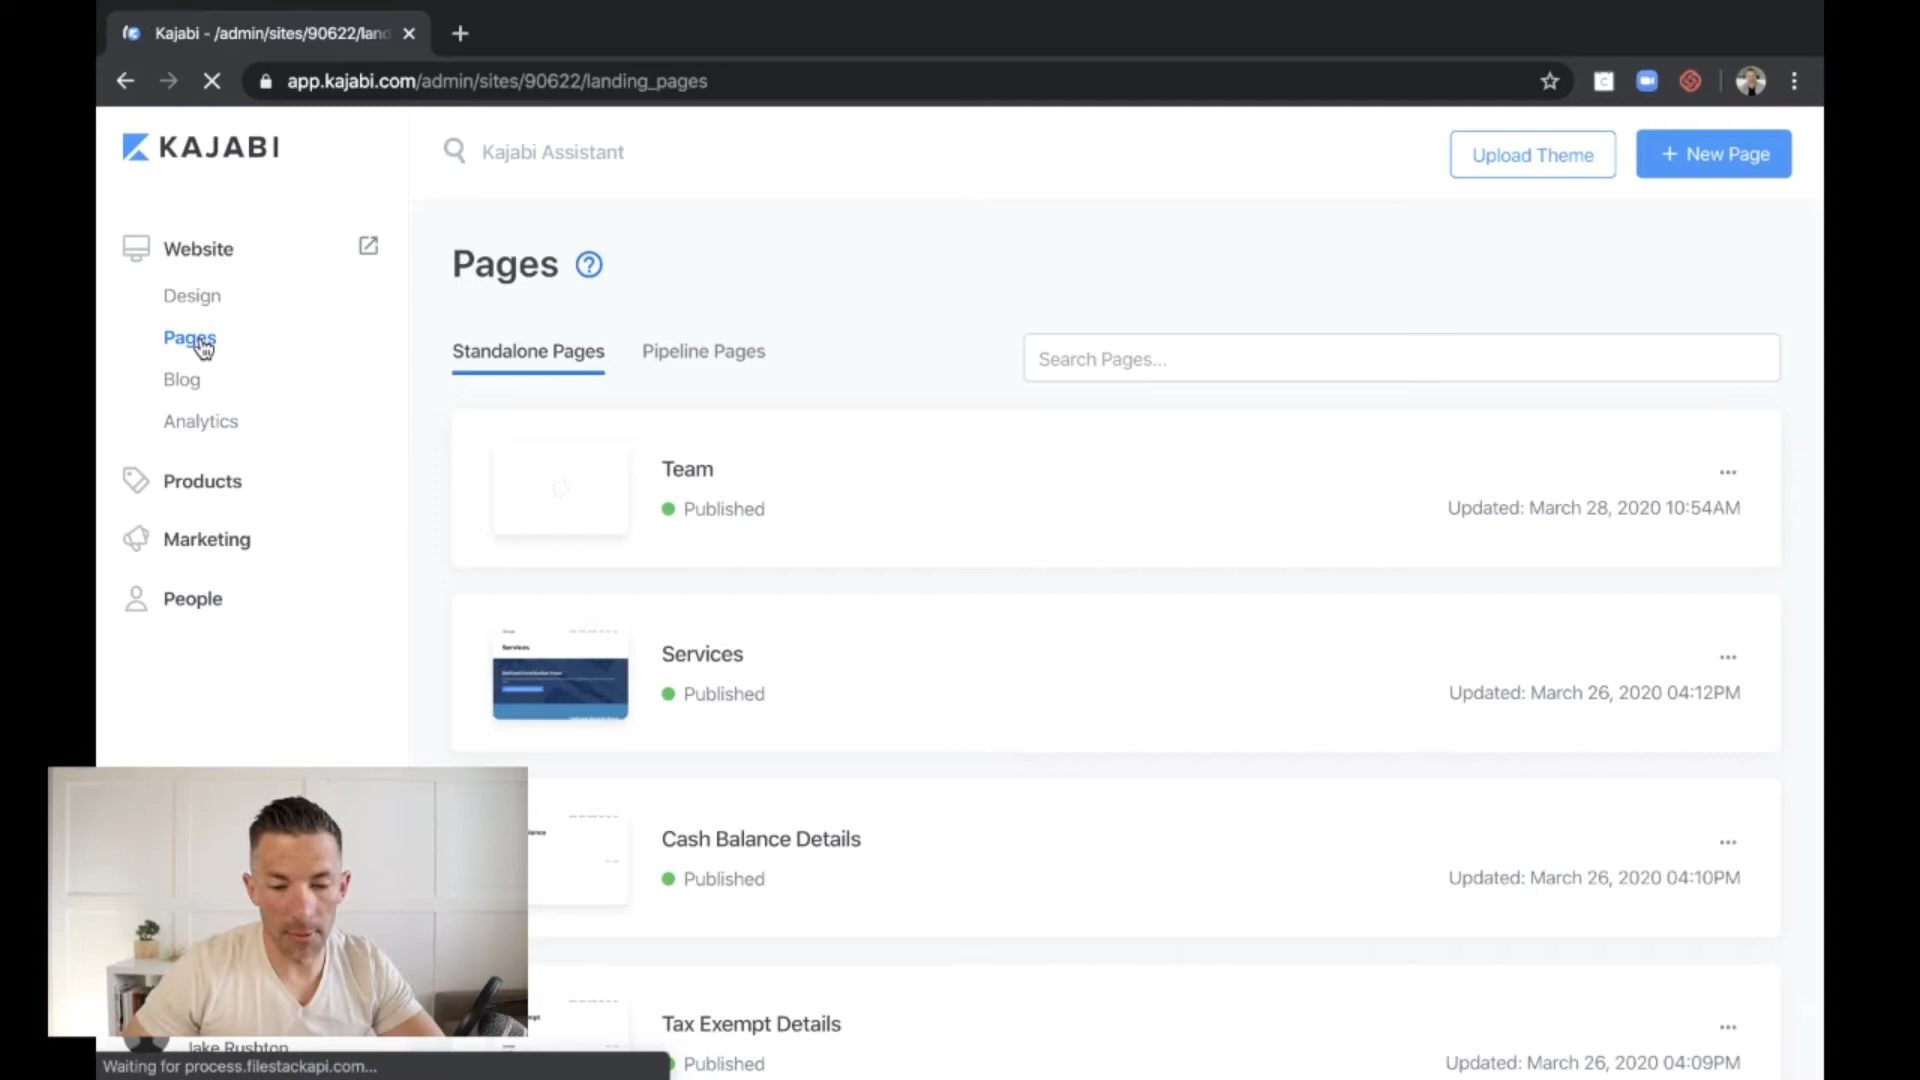 Kajabi - /admin/sites/90622/lan
app.kajabi.com/admin/sites/90622/landing_pages
KAJABI
Kajabi Assistant
Upload Theme
+ New Page
Website
Design
Pages
Blog
Analytics
Products
Marketing
People
Pages ?
Standalone Pages
Pipeline Pages
Search Pages...
Team
Published
Updated: March 28, 2020 10:54AM
Services
Published
Updated: March 26, 2020 04:12PM
Services
Cash Balance Details
Published
Updated: March 26, 2020 04:10PM
Tax Exempt Details
Published
Updated: March 26, 2020 04:09PM
Jake Rushton
Waiting for process.filestackapi.com...